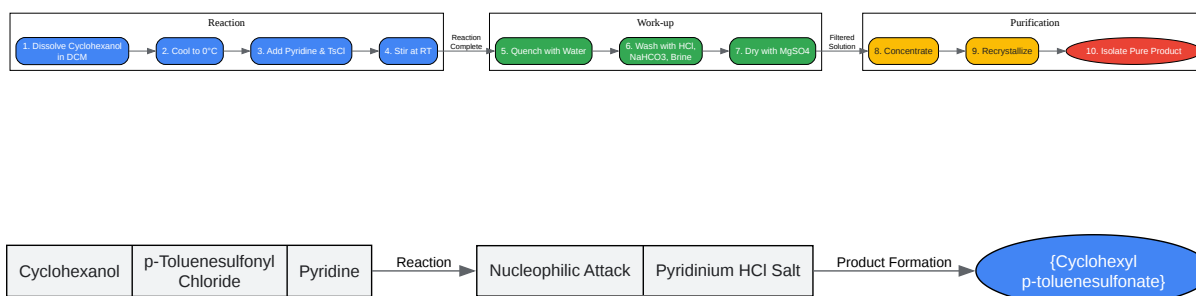 Reaction
Work-up
Purification
1. Dissolve Cyclohexanol
in DCM
2. Cool to 0°C
3. Add Pyridine & TsCl
4. Stir at RT
Reaction
Complete
5. Quench with Water
6. Wash with HCl,
NaHCO3, Brine
7. Dry with MgSO4
Filtered
Solution
8. Concentrate
9. Recrystallize
10. Isolate Pure Product
Cyclohexanol
p-Toluenesulfonyl
Chloride
Pyridine
Reaction
Nucleophilic Attack
Pyridinium HCl Salt
Product Formation
{Cyclohexyl
p-toluenesulfonate}